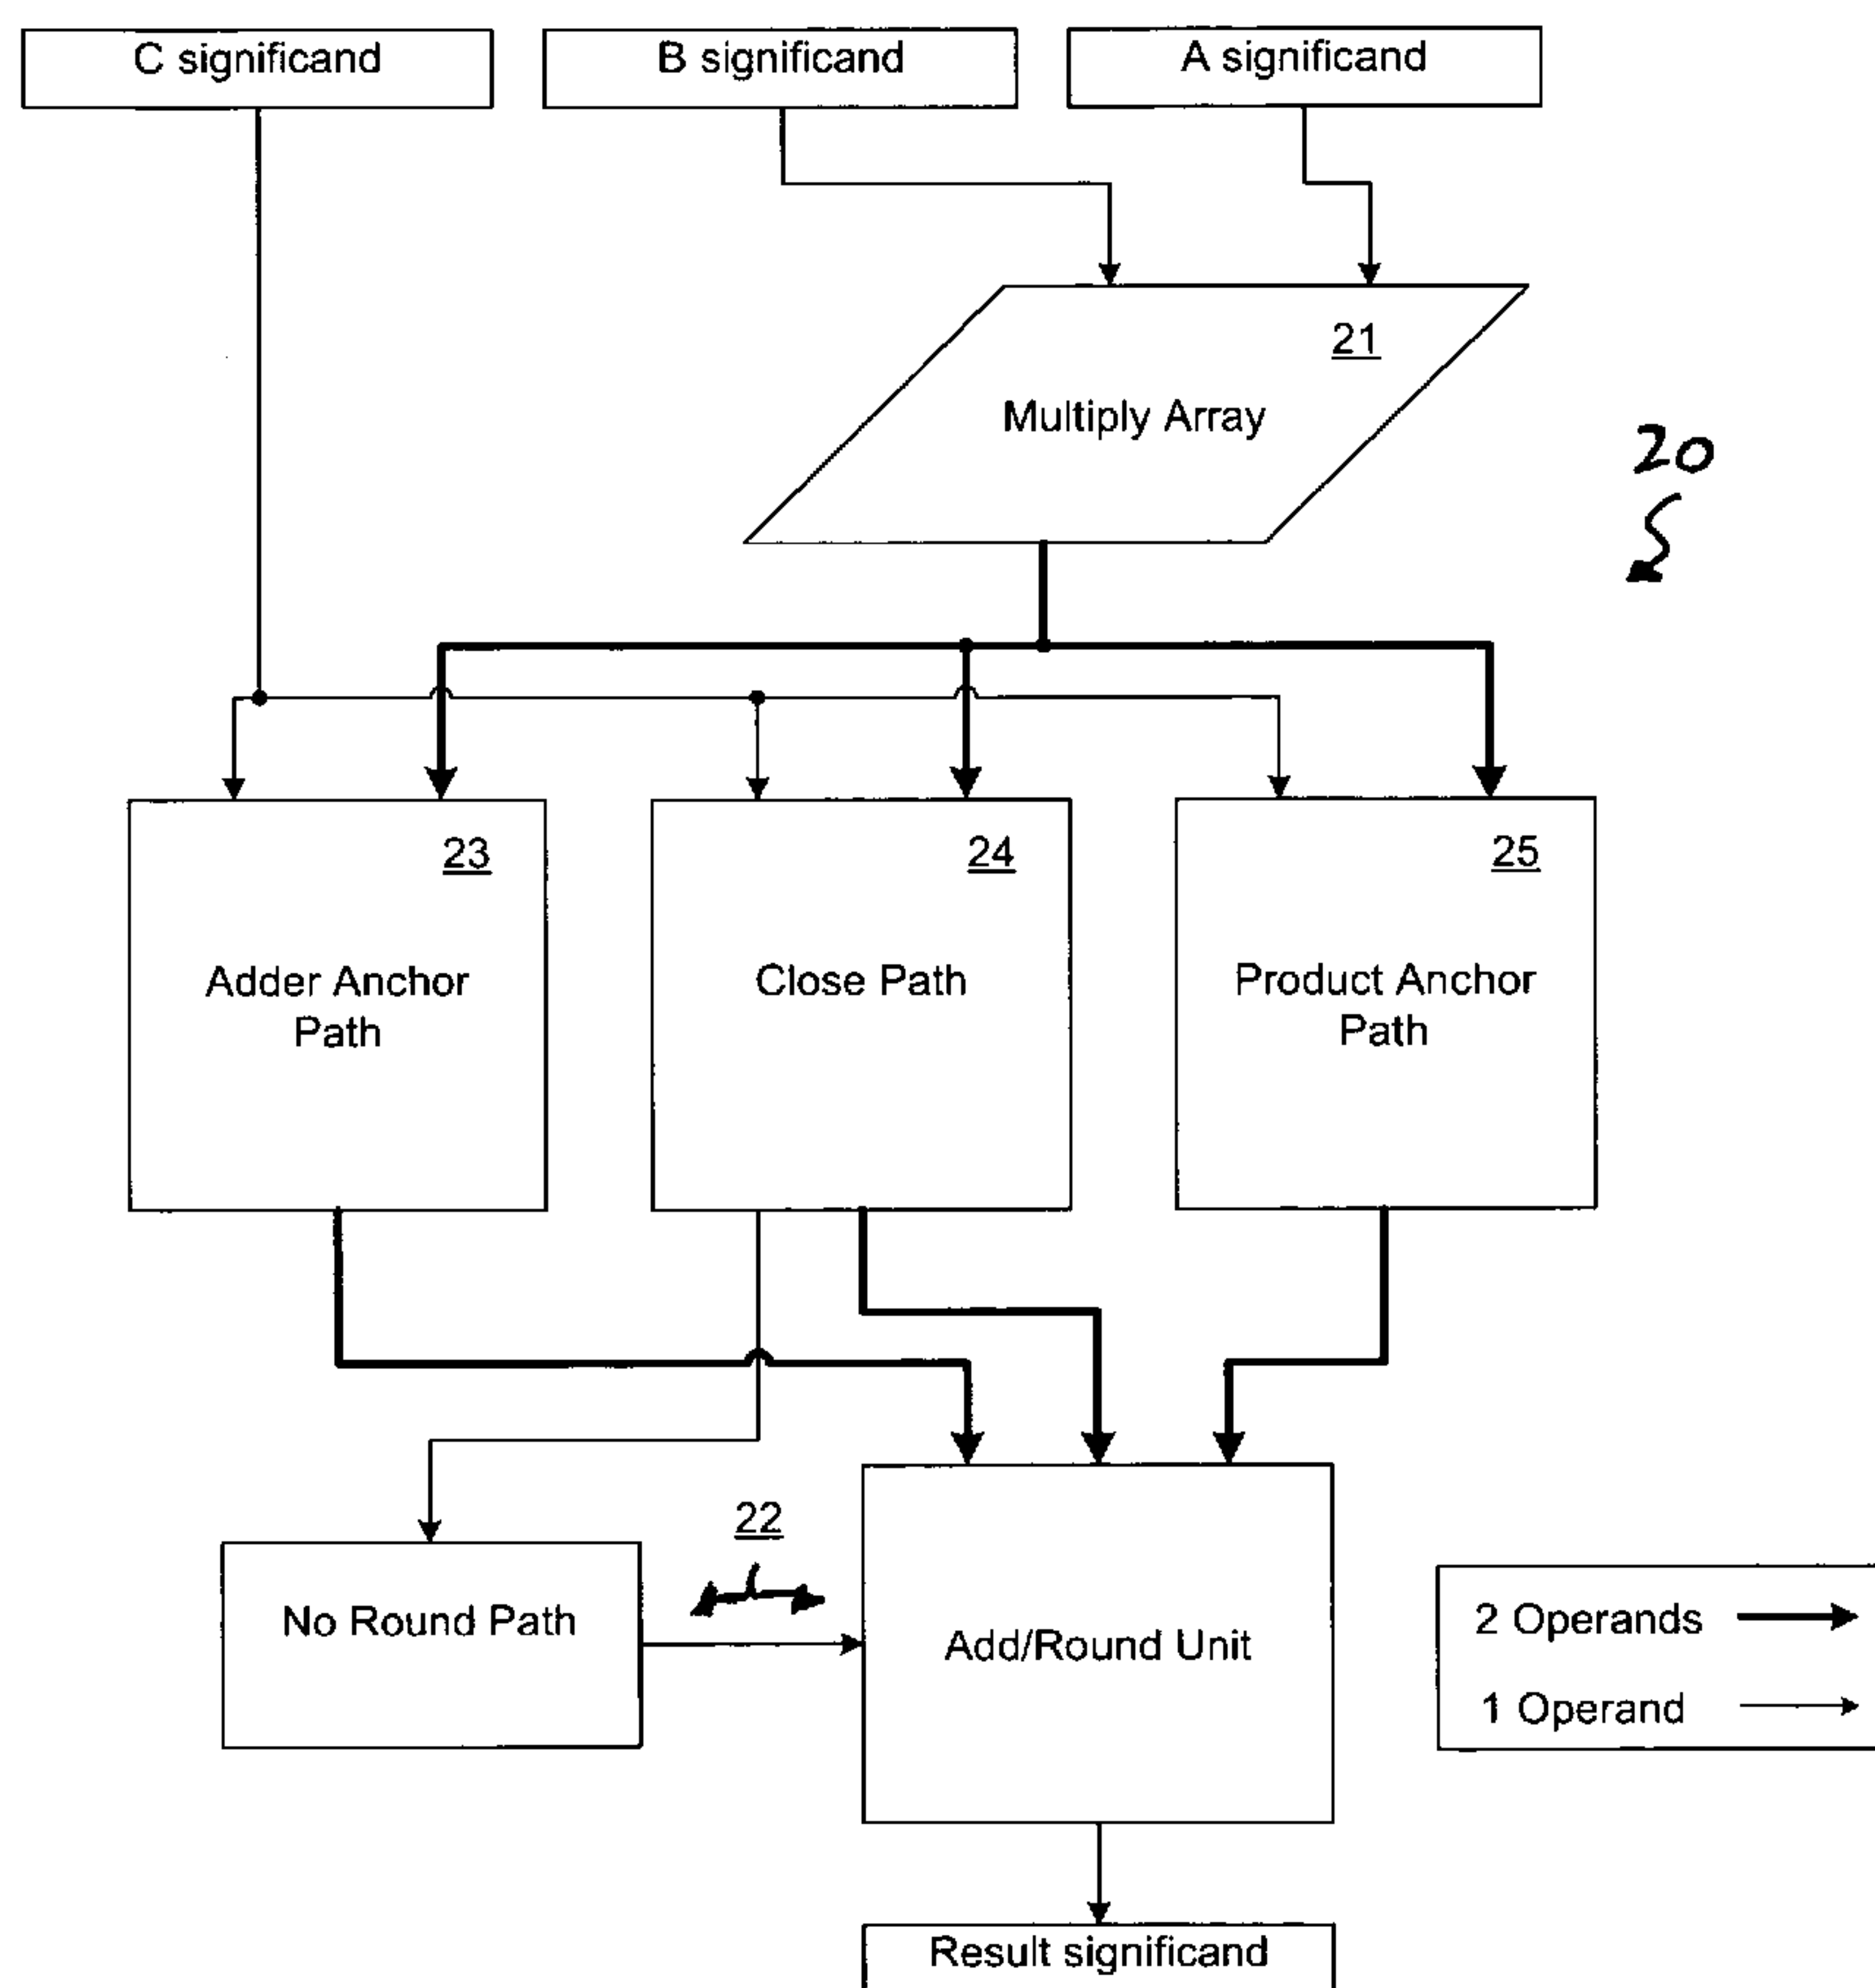 C significand
B significand
A significand
21
Multiply Array
20
23
24
25
Adder Anchor
Path
Close Path
Product Anchor
Path
22
No Round Path
Add/Round Unit
2 Operands
1 Operand
Result significand